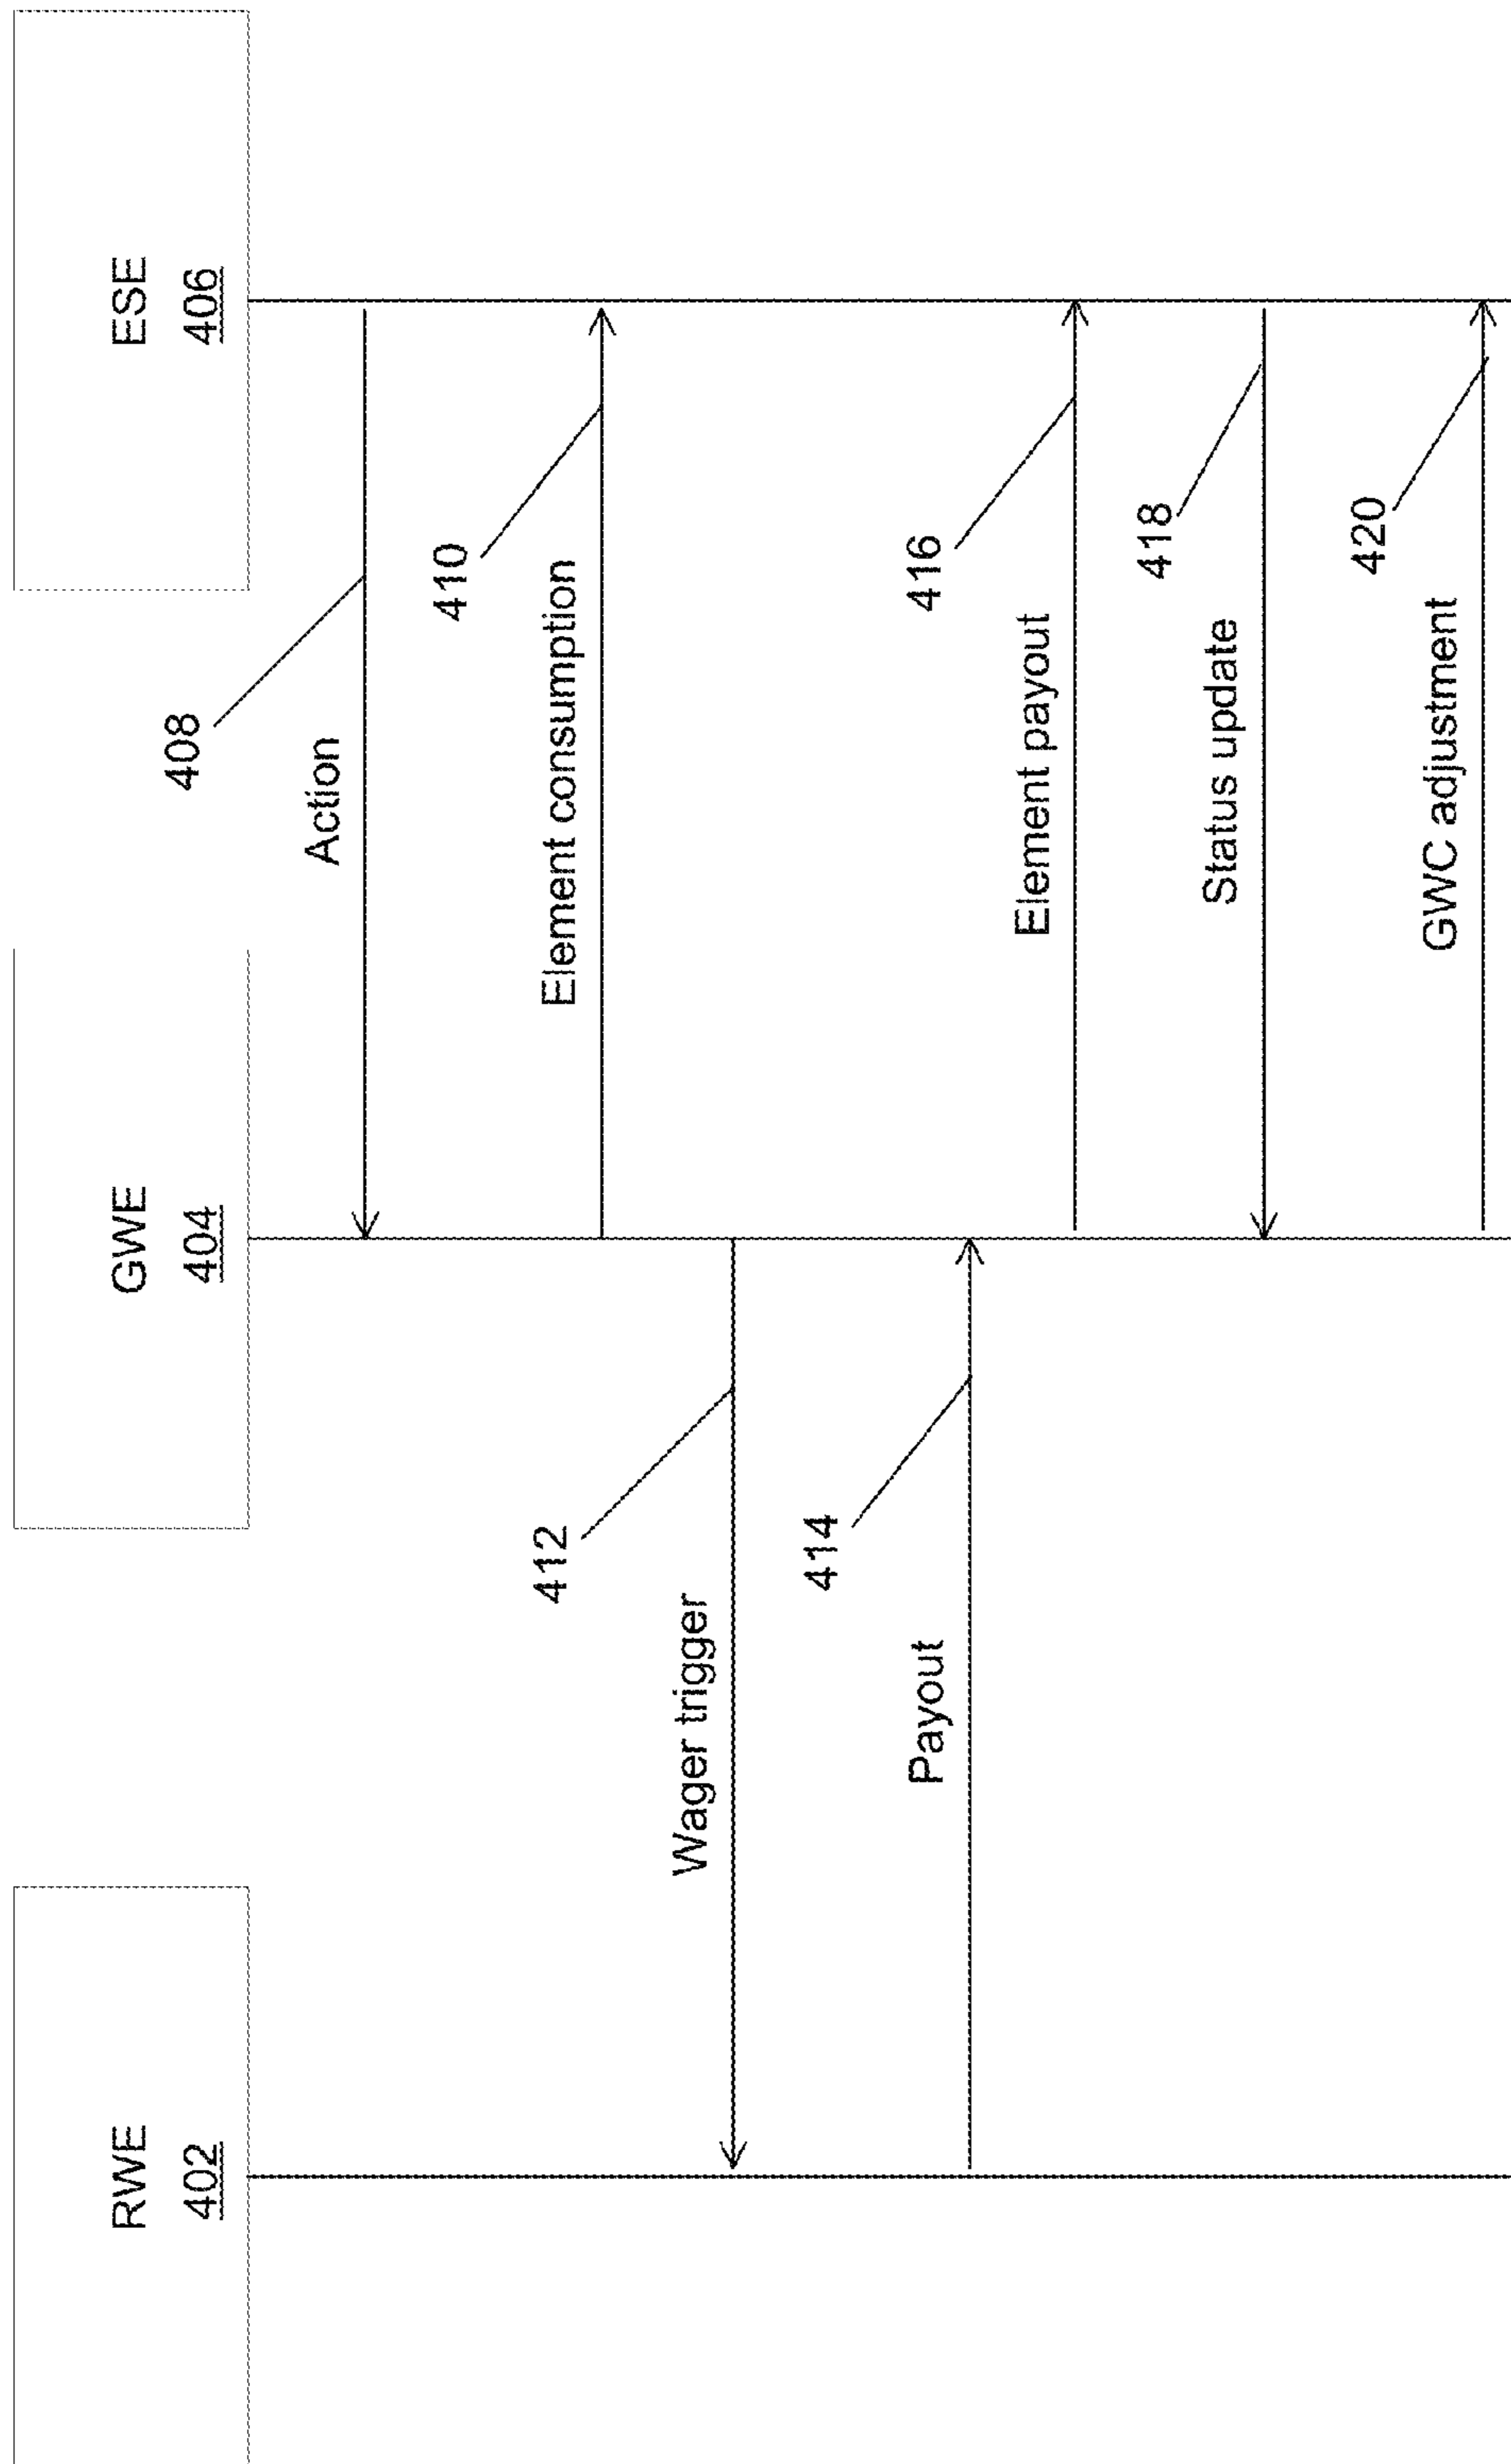 RWE
402
GWE
404
ESE
406
408
Action
410
Element consumption
412
Wager trigger
414
Payout
416
Element payout
418
Status update
420
GWC adjustment